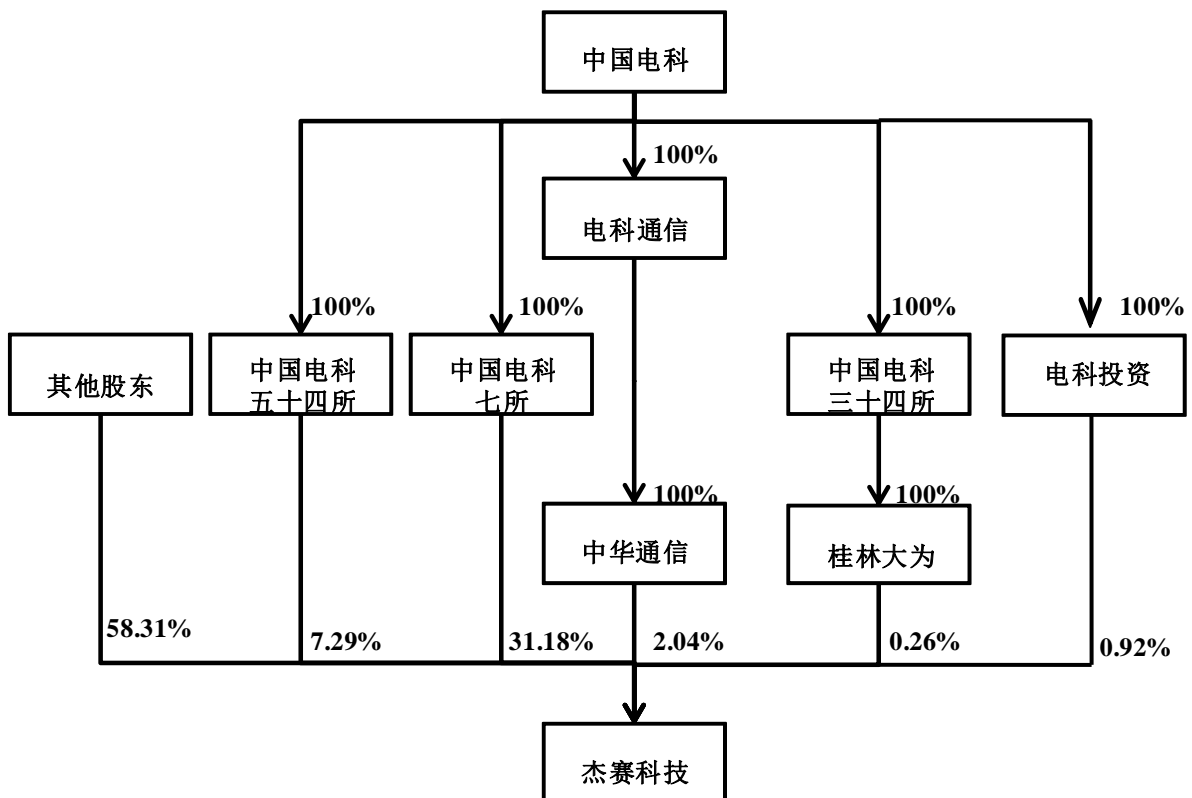 中国电科
100%
电科通信
100%
100%
100%
100%
其他股东
中国电科
五十四所
中国电科
七所
中国电科
三十四所
电科投资
100%
100%
中华通信
桂林大为
58.31%
7.29%
31.18%
2.04%
0.26%
0.92%
杰赛科技